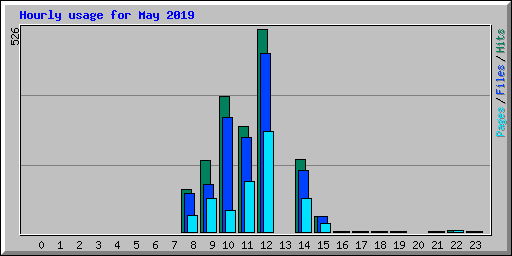 Hourly usage for May 2019
526
Pages/Files/Hits
0 1 2 3 4 5 6 7 8 9 10 11 12 13 14 15 16 17 18 19 20 21 22 23